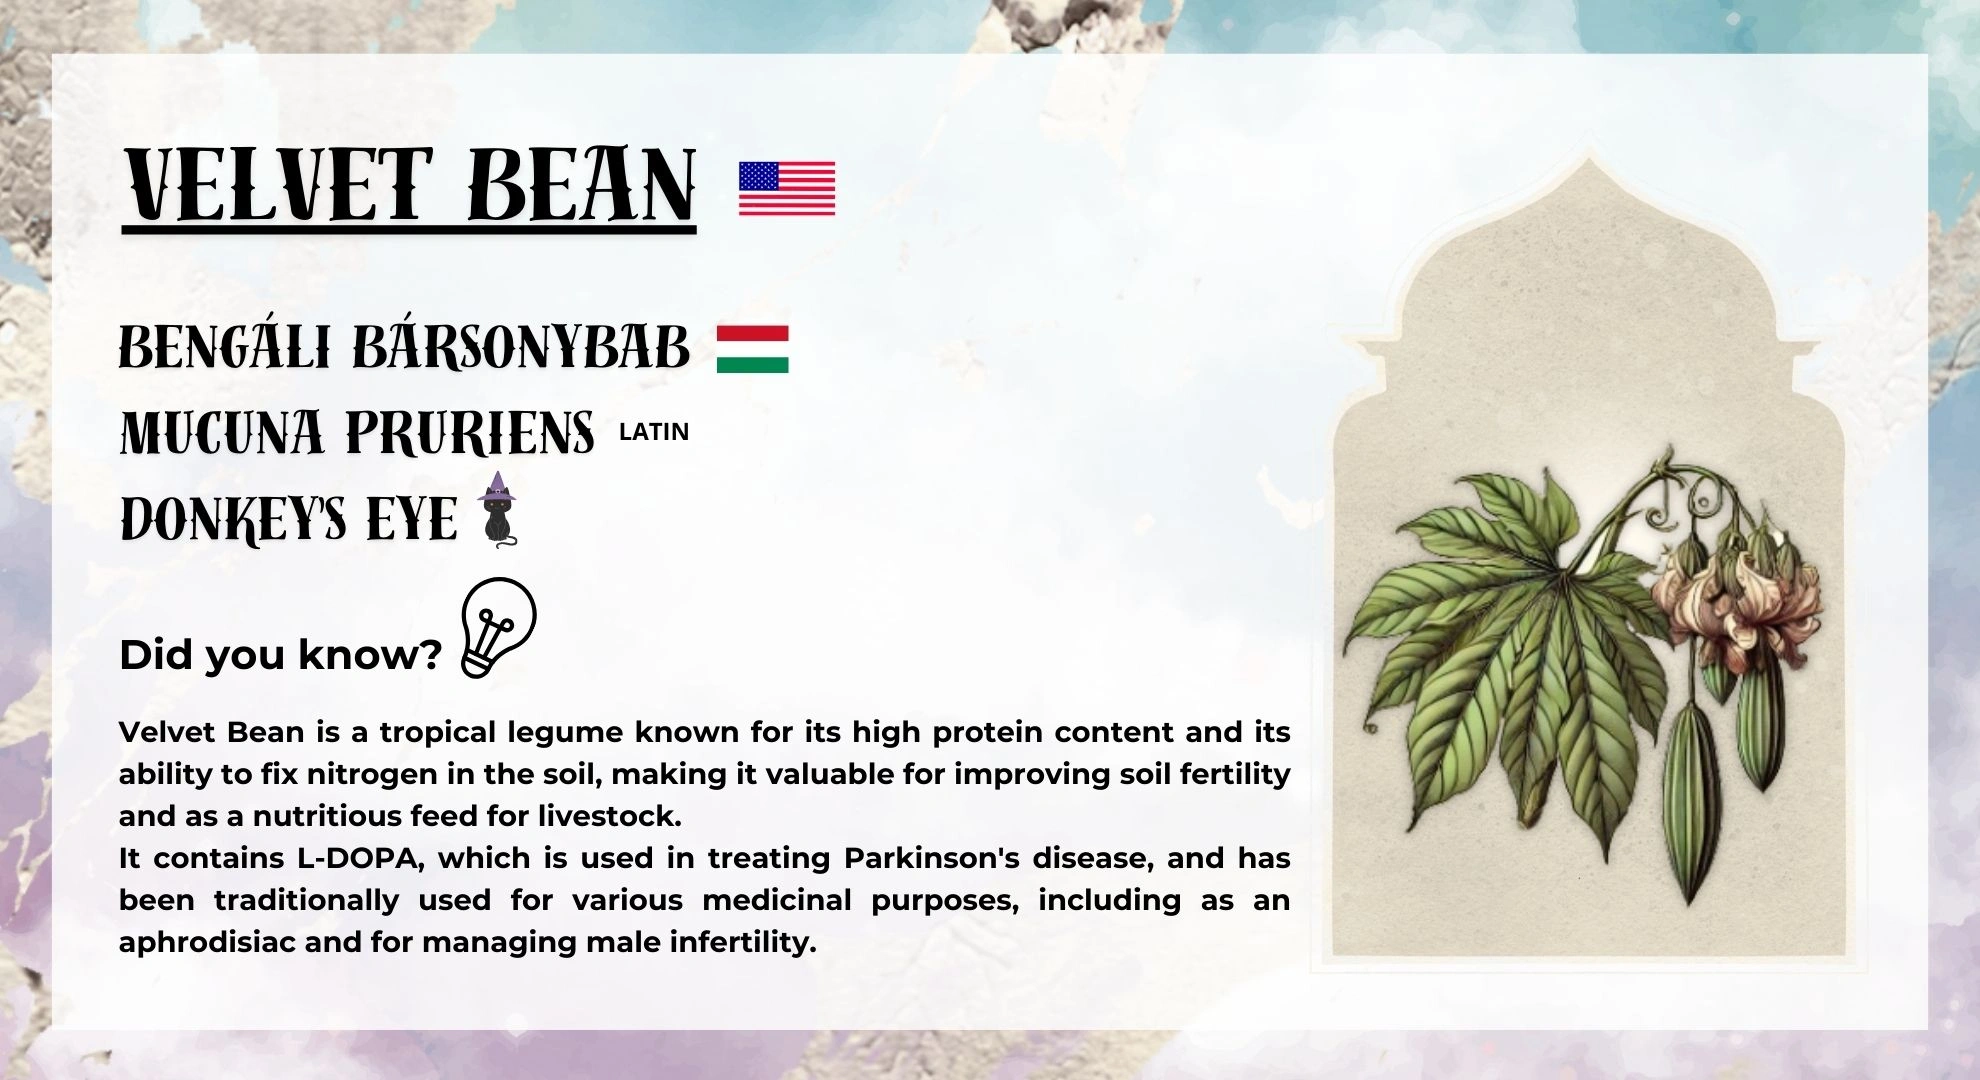 VELVET BEAN
BENGÁLI BÁRSONYBAB
MUCUNA PRURIENS LATIN
DONKEY'S EYE
Did you know?
Velvet Bean is a tropical legume known for its high protein content and its
ability to fix nitrogen in the soil, making it valuable for improving soil fertility
and as a nutritious feed for livestock.
It contains L-DOPA, which is used in treating Parkinson's disease, and has
been traditionally used for various medicinal purposes, including as an
aphrodisiac and for managing male infertility.